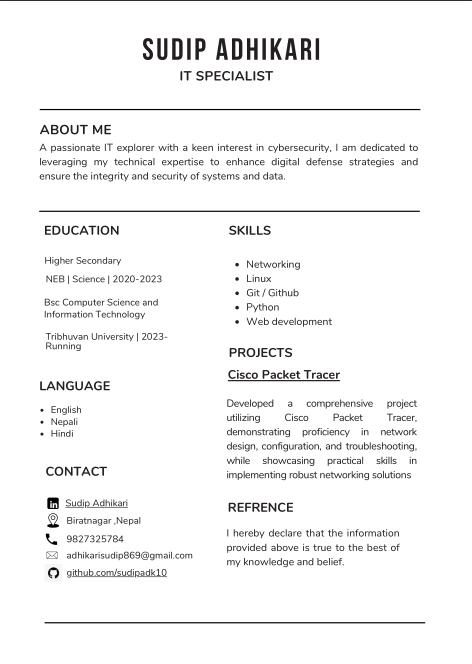 SUDIP ADHIKARI
IT SPECIALIST
ABOUT ME
A passionate IT explorer with a keen interest in cybersecurity, I am dedicated to
leveraging my technical expertise to enhance digital defense strategies and
ensure the integrity and security of systems and data.
EDUCATION
Higher Secondary
NEB | Science | 2020-2023
Bsc Computer Science and
Information Technology
Tribhuvan University | 2023-
Running
LANGUAGE
• English
• Nepali
• Hindi
CONTACT
Sudip Adhikari
Biratnagar ,Nepal
9827325784
adhikarisudip869@gmail.com
github.com/sudipadk10
SKILLS
• Networking
• Linux
• Git / Github
• Python
• Web development
PROJECTS
Cisco Packet Tracer
Developed a comprehensive project
utilizing Cisco Packet Tracer,
demonstrating proficiency in network
design, configuration, and troubleshooting,
while showcasing practical skills in
implementing robust networking solutions
REFRENCE
I hereby declare that the information
provided above is true to the best of
my knowledge and belief.